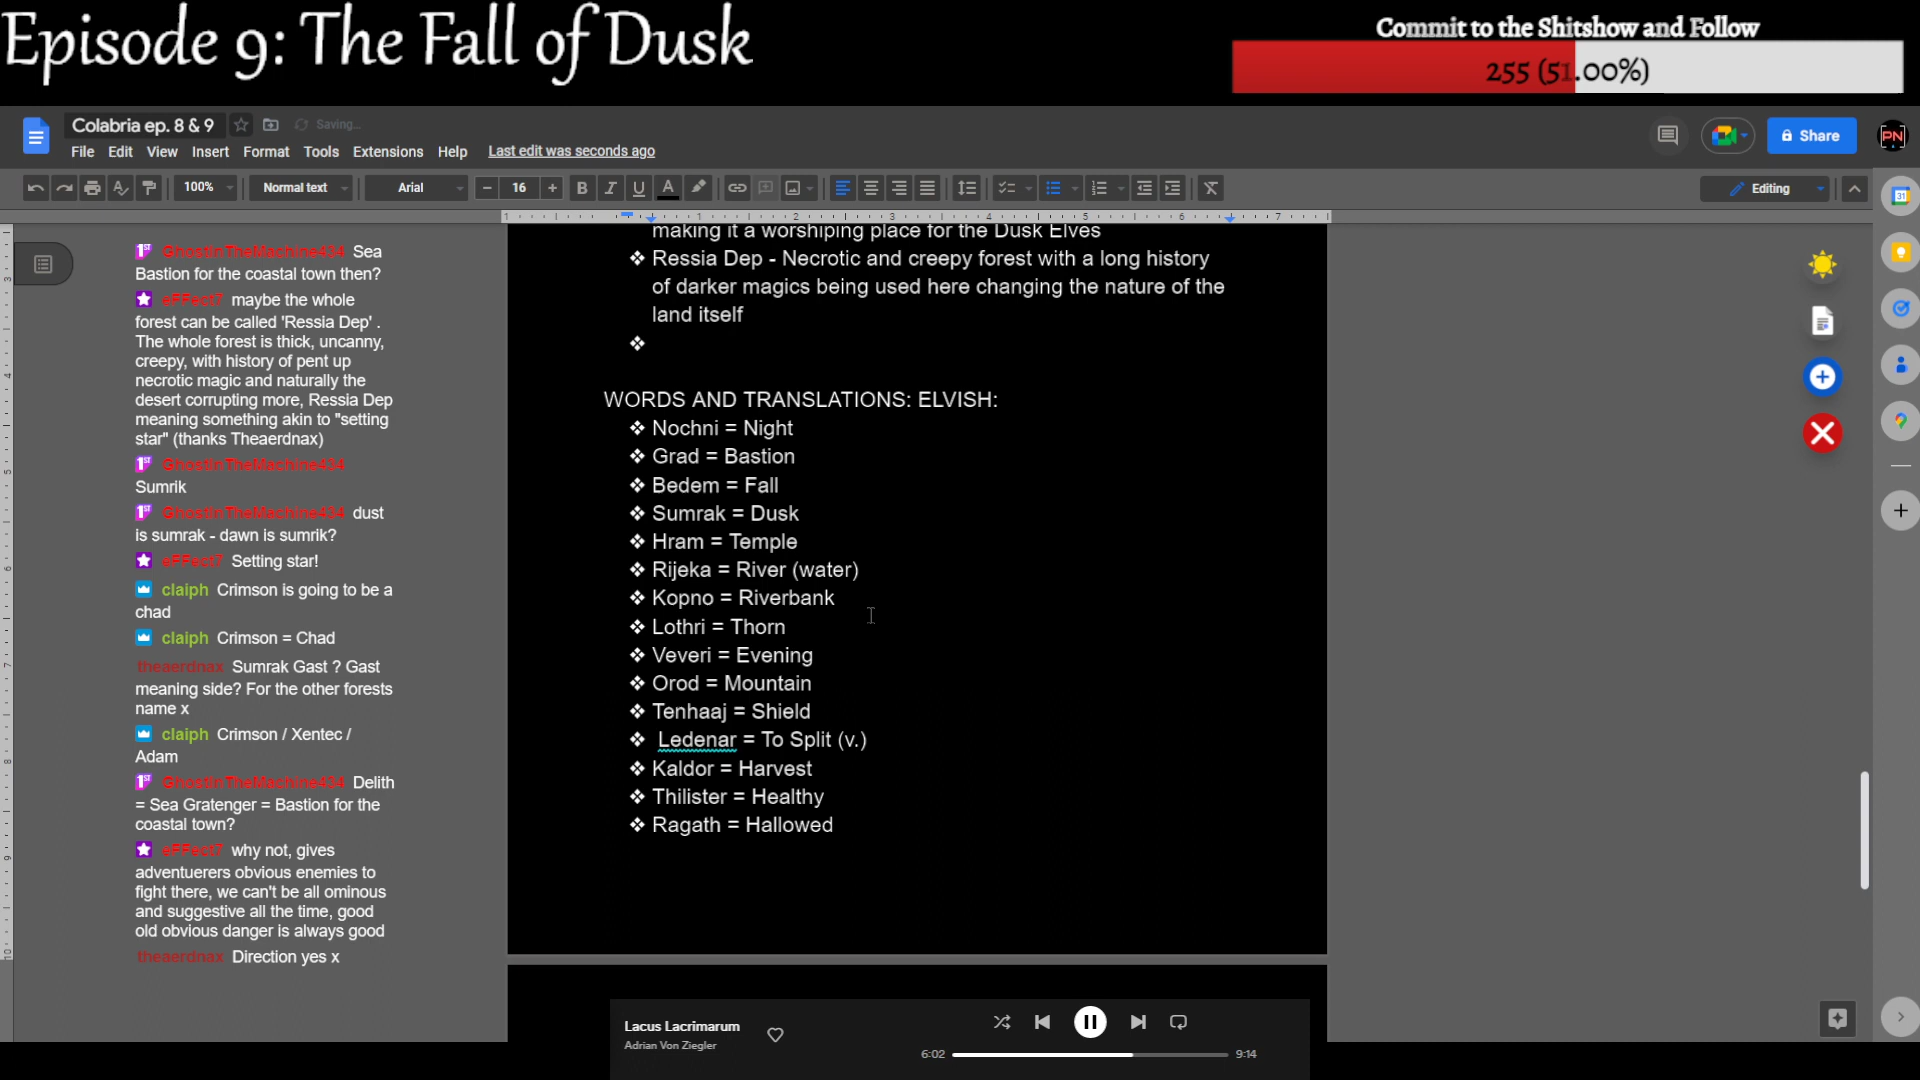 Episode 9: The Fall of Dusk
Commit to the Shitshow and Follow
255 (51.00%)
Colabria ep. 8 & 9
Saving...
File Edit View Insert Format Tools Extensions Help Last edit was seconds ago
Share
PN
100% Normal text Arial 16
Editing
GhostInTheMachine434 Sea
Bastion for the coastal town then?
eFFect7 maybe the whole
forest can be called 'Ressia Dep' .
The whole forest is thick, uncanny,
creepy, with history of pent up
necrotic magic and naturally the
desert corrupting more, Ressia Dep
meaning something akin to "setting
star" (thanks Theaerdnax)
GhostInTheMachine434
Sumrik
GhostInTheMachine434 dust
is sumrak - dawn is sumrik?
eFFect7 Setting star!
claiph Crimson is going to be a
chad
claiph Crimson = Chad
theaerdnax Sumrak Gast ? Gast
meaning side? For the other forests
name x
claiph Crimson / Xentec /
Adam
GhostInTheMachine434 Delith
= Sea Gratenger = Bastion for the
coastal town?
eFFect7 why not, gives
adventuerers obvious enemies to
fight there, we can't be all ominous
and suggestive all the time, good
old obvious danger is always good
theaerdnax Direction yes x
making it a worshiping place for the Dusk Elves
❖ Ressia Dep - Necrotic and creepy forest with a long history
of darker magics being used here changing the nature of the
land itself
❖
WORDS AND TRANSLATIONS: ELVISH:
❖ Nochni = Night
❖ Grad = Bastion
❖ Bedem = Fall
❖ Sumrak = Dusk
❖ Hram = Temple
❖ Rijeka = River (water)
❖ Kopno = Riverbank
❖ Lothri = Thorn
❖ Veveri = Evening
❖ Orod = Mountain
❖ Tenhaaj = Shield
❖ Ledenar = To Split (v.)
❖ Kaldor = Harvest
❖ Thilister = Healthy
❖ Ragath = Hallowed
Lacus Lacrimarum
Adrian Von Ziegler
6:02
9:14